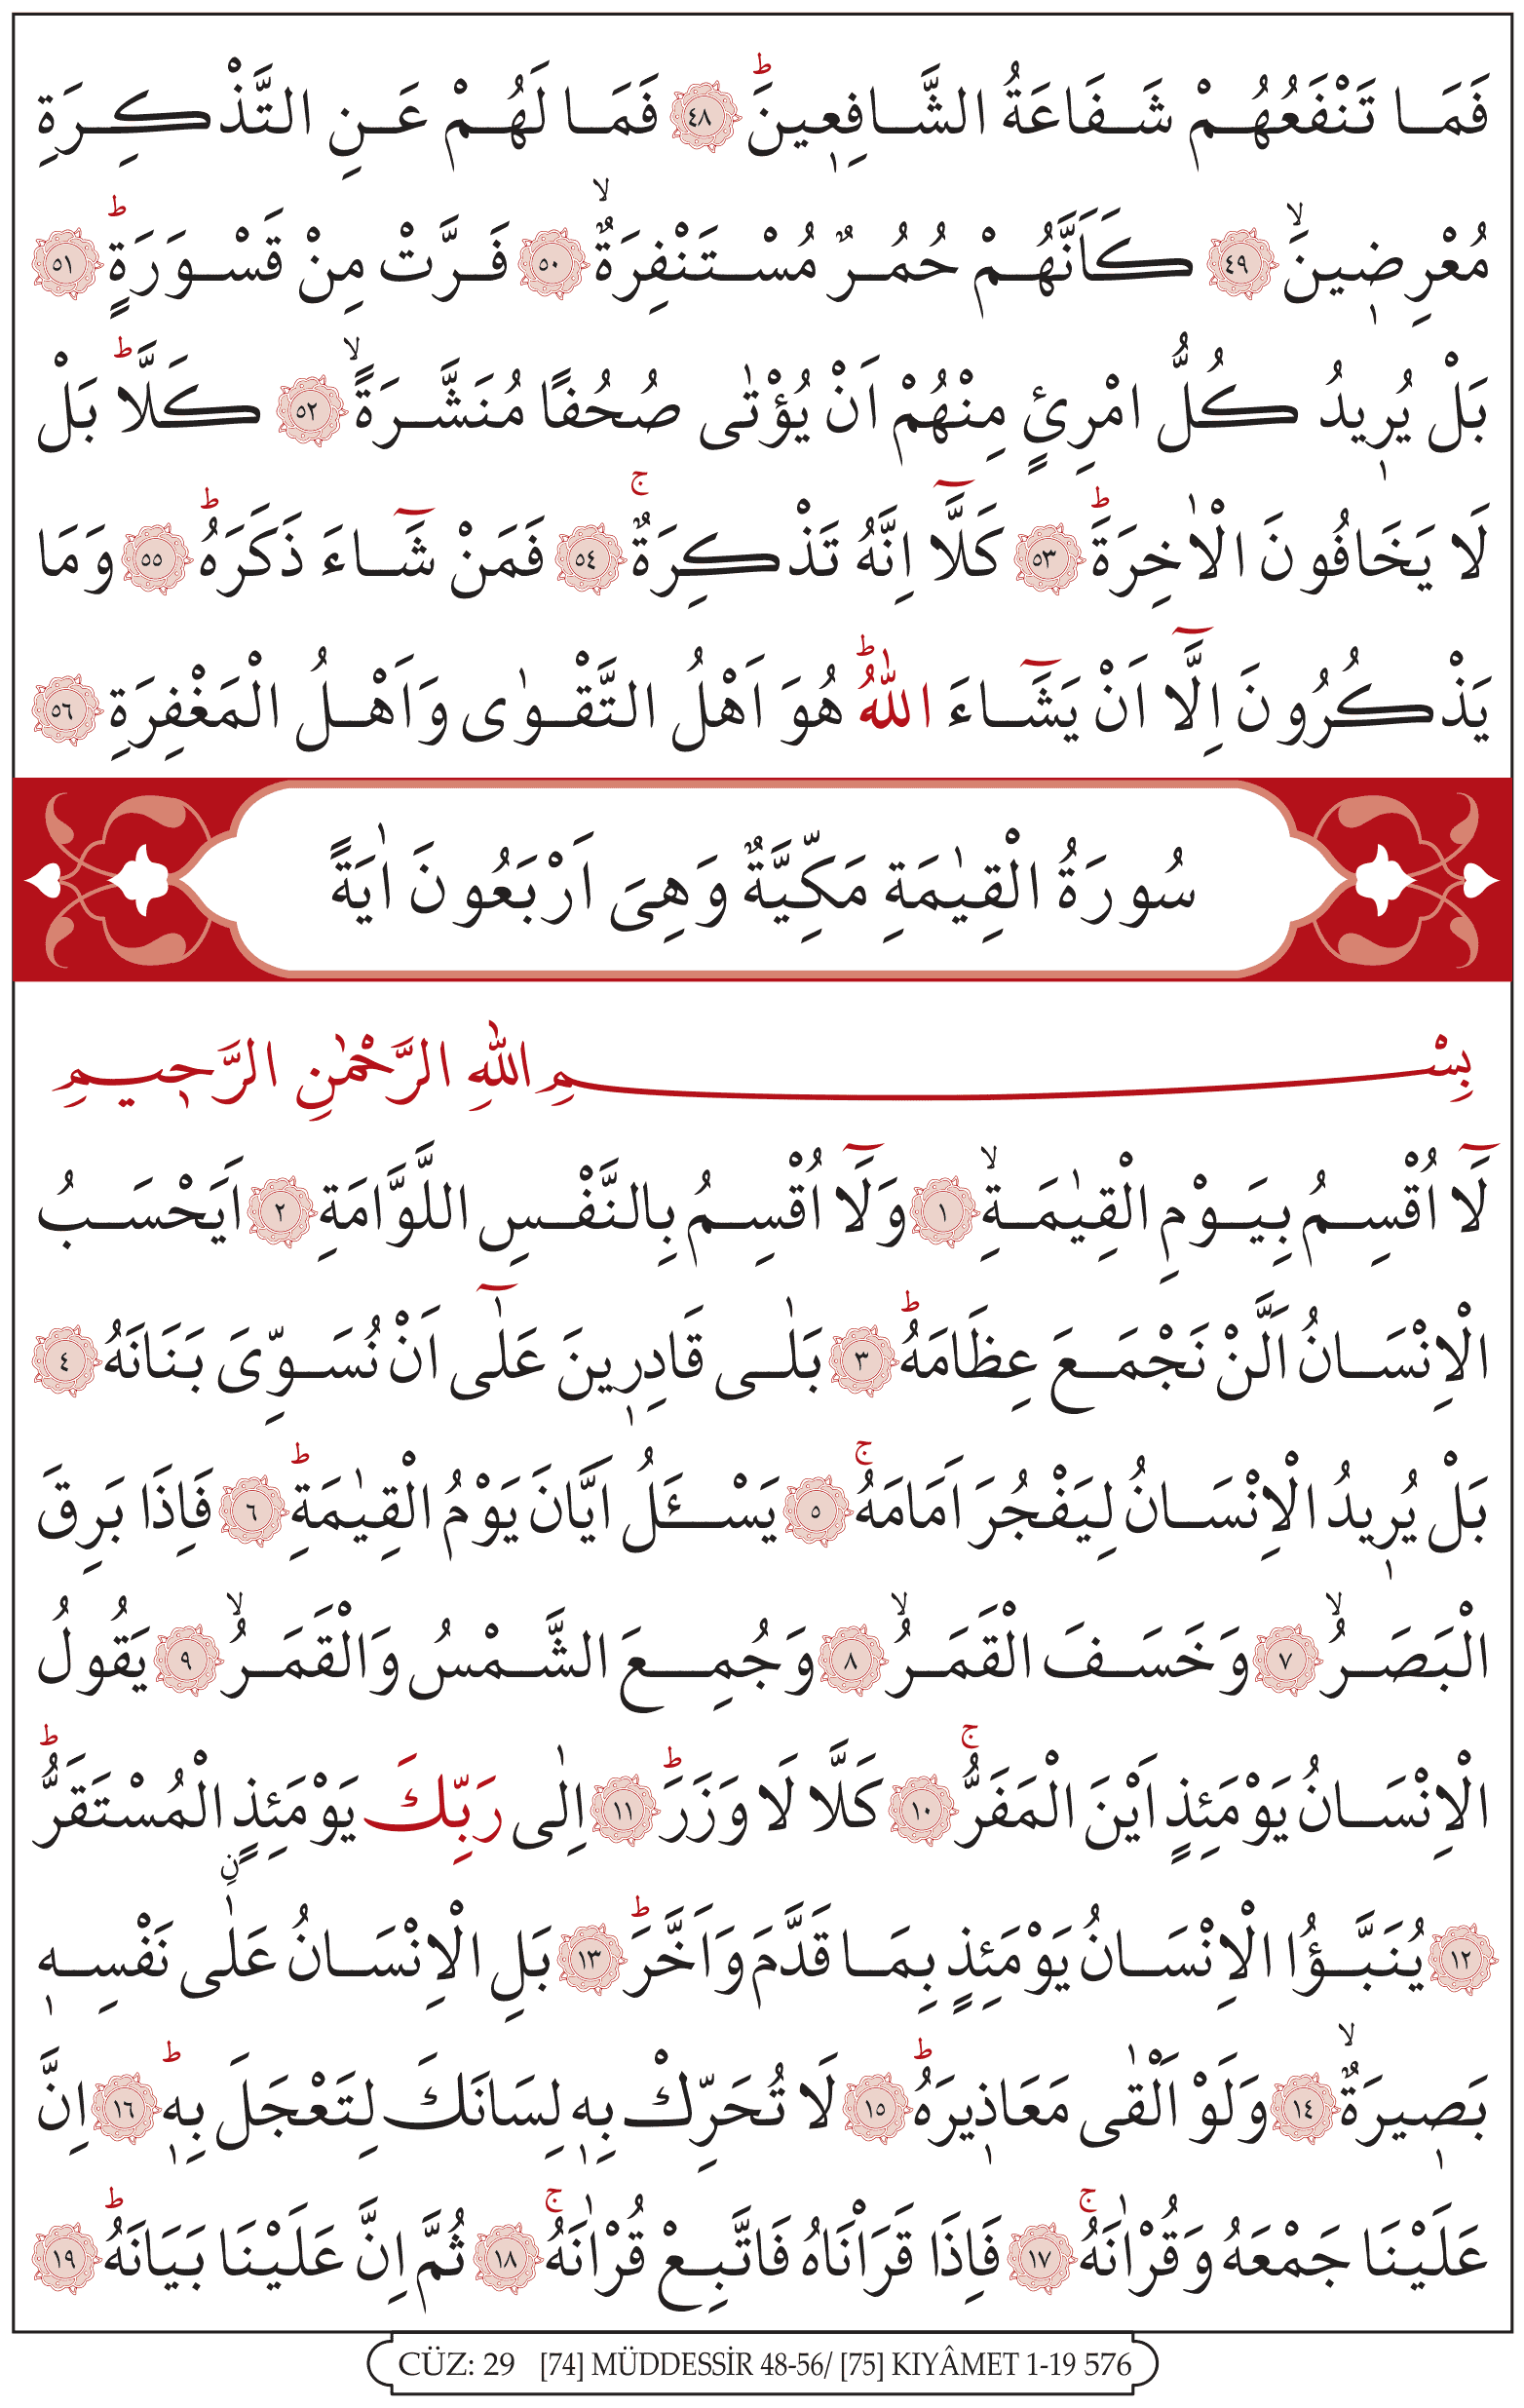 فَمَا تَنْفَعُهُمْ شَفَاعَةُ الشَّافِعٖينَؕ ﴿٤٨﴾ فَمَا لَهُمْ عَنِ التَّذْكِرَةِ
مُعْرِضٖينَۙ ﴿٤٩﴾ كَاَنَّهُمْ حُمُرٌ مُسْتَنْفِرَةٌۙ ﴿٥٠﴾ فَرَّتْ مِنْ قَسْوَرَةٍؕ ﴿٥١﴾
بَلْ يُرٖيدُ كُلُّ امْرِئٍ مِنْهُمْ اَنْ يُؤْتٰى صُحُفًا مُنَشَّرَةًۙ ﴿٥٢﴾ كَلَّاؕ بَلْ
لَا يَخَافُونَ الْاٰخِرَةَؕ ﴿٥٣﴾ كَلَّٓا اِنَّهُ تَذْكِرَةٌۚ ﴿٥٤﴾ فَمَنْ شَٓاءَ ذَكَرَهُؕ ﴿٥٥﴾ وَمَا
يَذْكُرُونَ اِلَّٓا اَنْ يَشَٓاءَ اللّٰهُؕ هُوَ اَهْلُ التَّقْوٰى وَاَهْلُ الْمَغْفِرَةِ ﴿٥٦﴾
سُورَةُ الْقِيٰمَةِ مَكِّيَّةٌ وَهِىَ اَرْبَعُونَ اٰيَةً
بِسْمِ اللّٰهِ الرَّحْمٰنِ الرَّحٖيمِ
لَٓا اُقْسِمُ بِيَوْمِ الْقِيٰمَةِۙ ﴿١﴾ وَلَٓا اُقْسِمُ بِالنَّفْسِ اللَّوَّامَةِ ﴿٢﴾ اَيَحْسَبُ
الْاِنْسَانُ اَلَّنْ نَجْمَعَ عِظَامَهُؕ ﴿٣﴾ بَلٰى قَادِرٖينَ عَلٰٓى اَنْ نُسَوِّىَ بَنَانَهُ ﴿٤﴾
بَلْ يُرٖيدُ الْاِنْسَانُ لِيَفْجُرَ اَمَامَهُۚ ﴿٥﴾ يَسْـَٔلُ اَيَّانَ يَوْمُ الْقِيٰمَةِؕ ﴿٦﴾ فَاِذَا بَرِقَ
الْبَصَرُۙ ﴿٧﴾ وَخَسَفَ الْقَمَرُۙ ﴿٨﴾ وَجُمِعَ الشَّمْسُ وَالْقَمَرُۙ ﴿٩﴾ يَقُولُ
الْاِنْسَانُ يَوْمَئِذٍ اَيْنَ الْمَفَرُّۚ ﴿١٠﴾ كَلَّا لَا وَزَرَؕ ﴿١١﴾ اِلٰى رَبِّكَ يَوْمَئِذٍ الْمُسْتَقَرُّؕ
﴿١٢﴾ يُنَبَّؤُا الْاِنْسَانُ يَوْمَئِذٍ بِمَا قَدَّمَ وَاَخَّرَؕ ﴿١٣﴾ بَلِ الْاِنْسَانُ عَلٰى نَفْسِهٖ
بَصٖيرَةٌۙ ﴿١٤﴾ وَلَوْ اَلْقٰى مَعَاذٖيرَهُؕ ﴿١٥﴾ لَا تُحَرِّكْ بِهٖ لِسَانَكَ لِتَعْجَلَ بِهٖؕ ﴿١٦﴾ اِنَّ
عَلَيْنَا جَمْعَهُ وَقُرْاٰنَهُۚ ﴿١٧﴾ فَاِذَا قَرَاْنَاهُ فَاتَّبِعْ قُرْاٰنَهُۚ ﴿١٨﴾ ثُمَّ اِنَّ عَلَيْنَا بَيَانَهُؕ ﴿١٩﴾
CÜZ: 29 [74] MÜDDESSİR 48-56/ [75] KIYÂMET 1-19 576